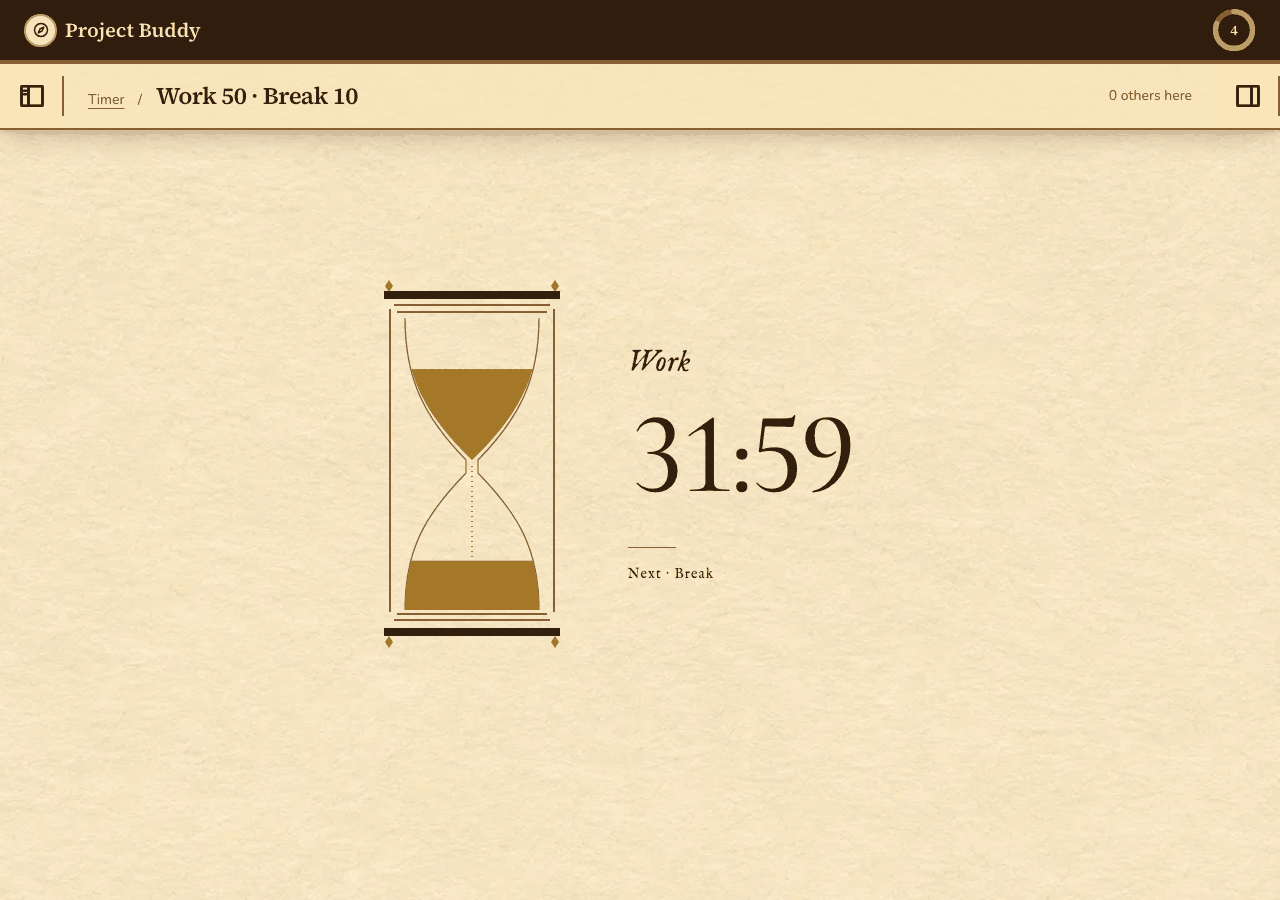 Project Buddy
4
Timer / Work 50 · Break 10
0 others here
Work
31:59
Next · Break